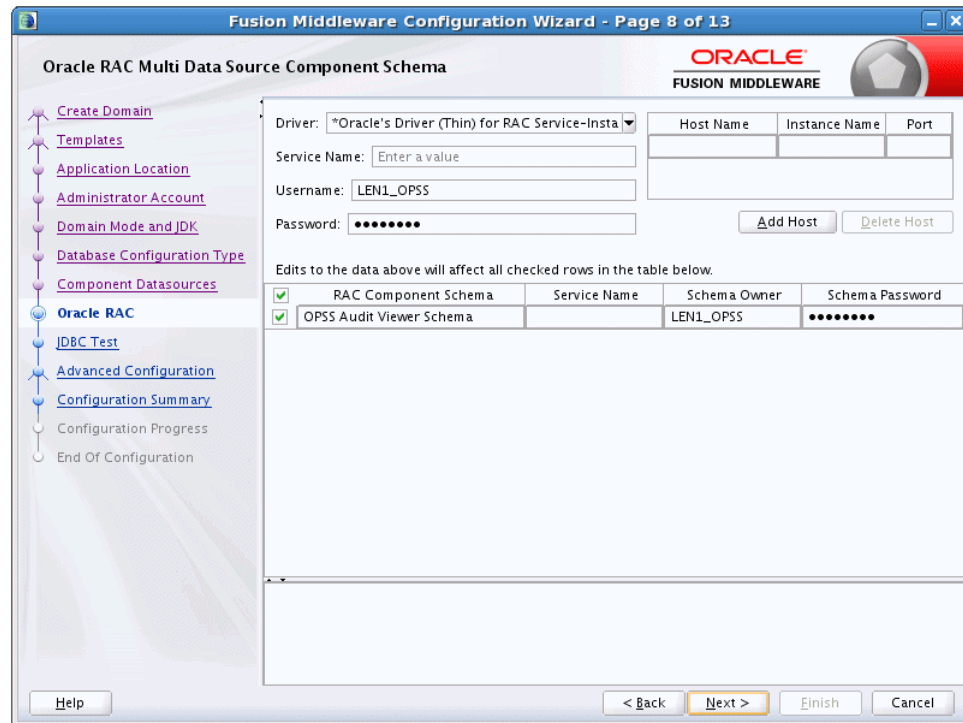 Fusion Middleware Configuration Wizard - Page 8 of 13
Oracle RAC Multi Data Source Component Schema
ORACLE
FUSION MIDDLEWARE
Create Domain
Templates
Application Location
Administrator Account
Domain Mode and JDK
Database Configuration Type
Component Datasources
Oracle RAC
JDBC Test
Advanced Configuration
Configuration Summary
Configuration Progress
End Of Configuration
Driver: *Oracle's Driver (Thin) for RAC Service-Insta
Service Name: Enter a value
Username: LEN1_OPSS
Password: ●●●●●●●●
Host Name Instance Name Port
Add Host Delete Host
Edits to the data above will affect all checked rows in the table below.
RAC Component Schema Service Name Schema Owner Schema Password
OPSS Audit Viewer Schema LEN1_OPSS ●●●●●●●●
Help < Back Next > Finish Cancel